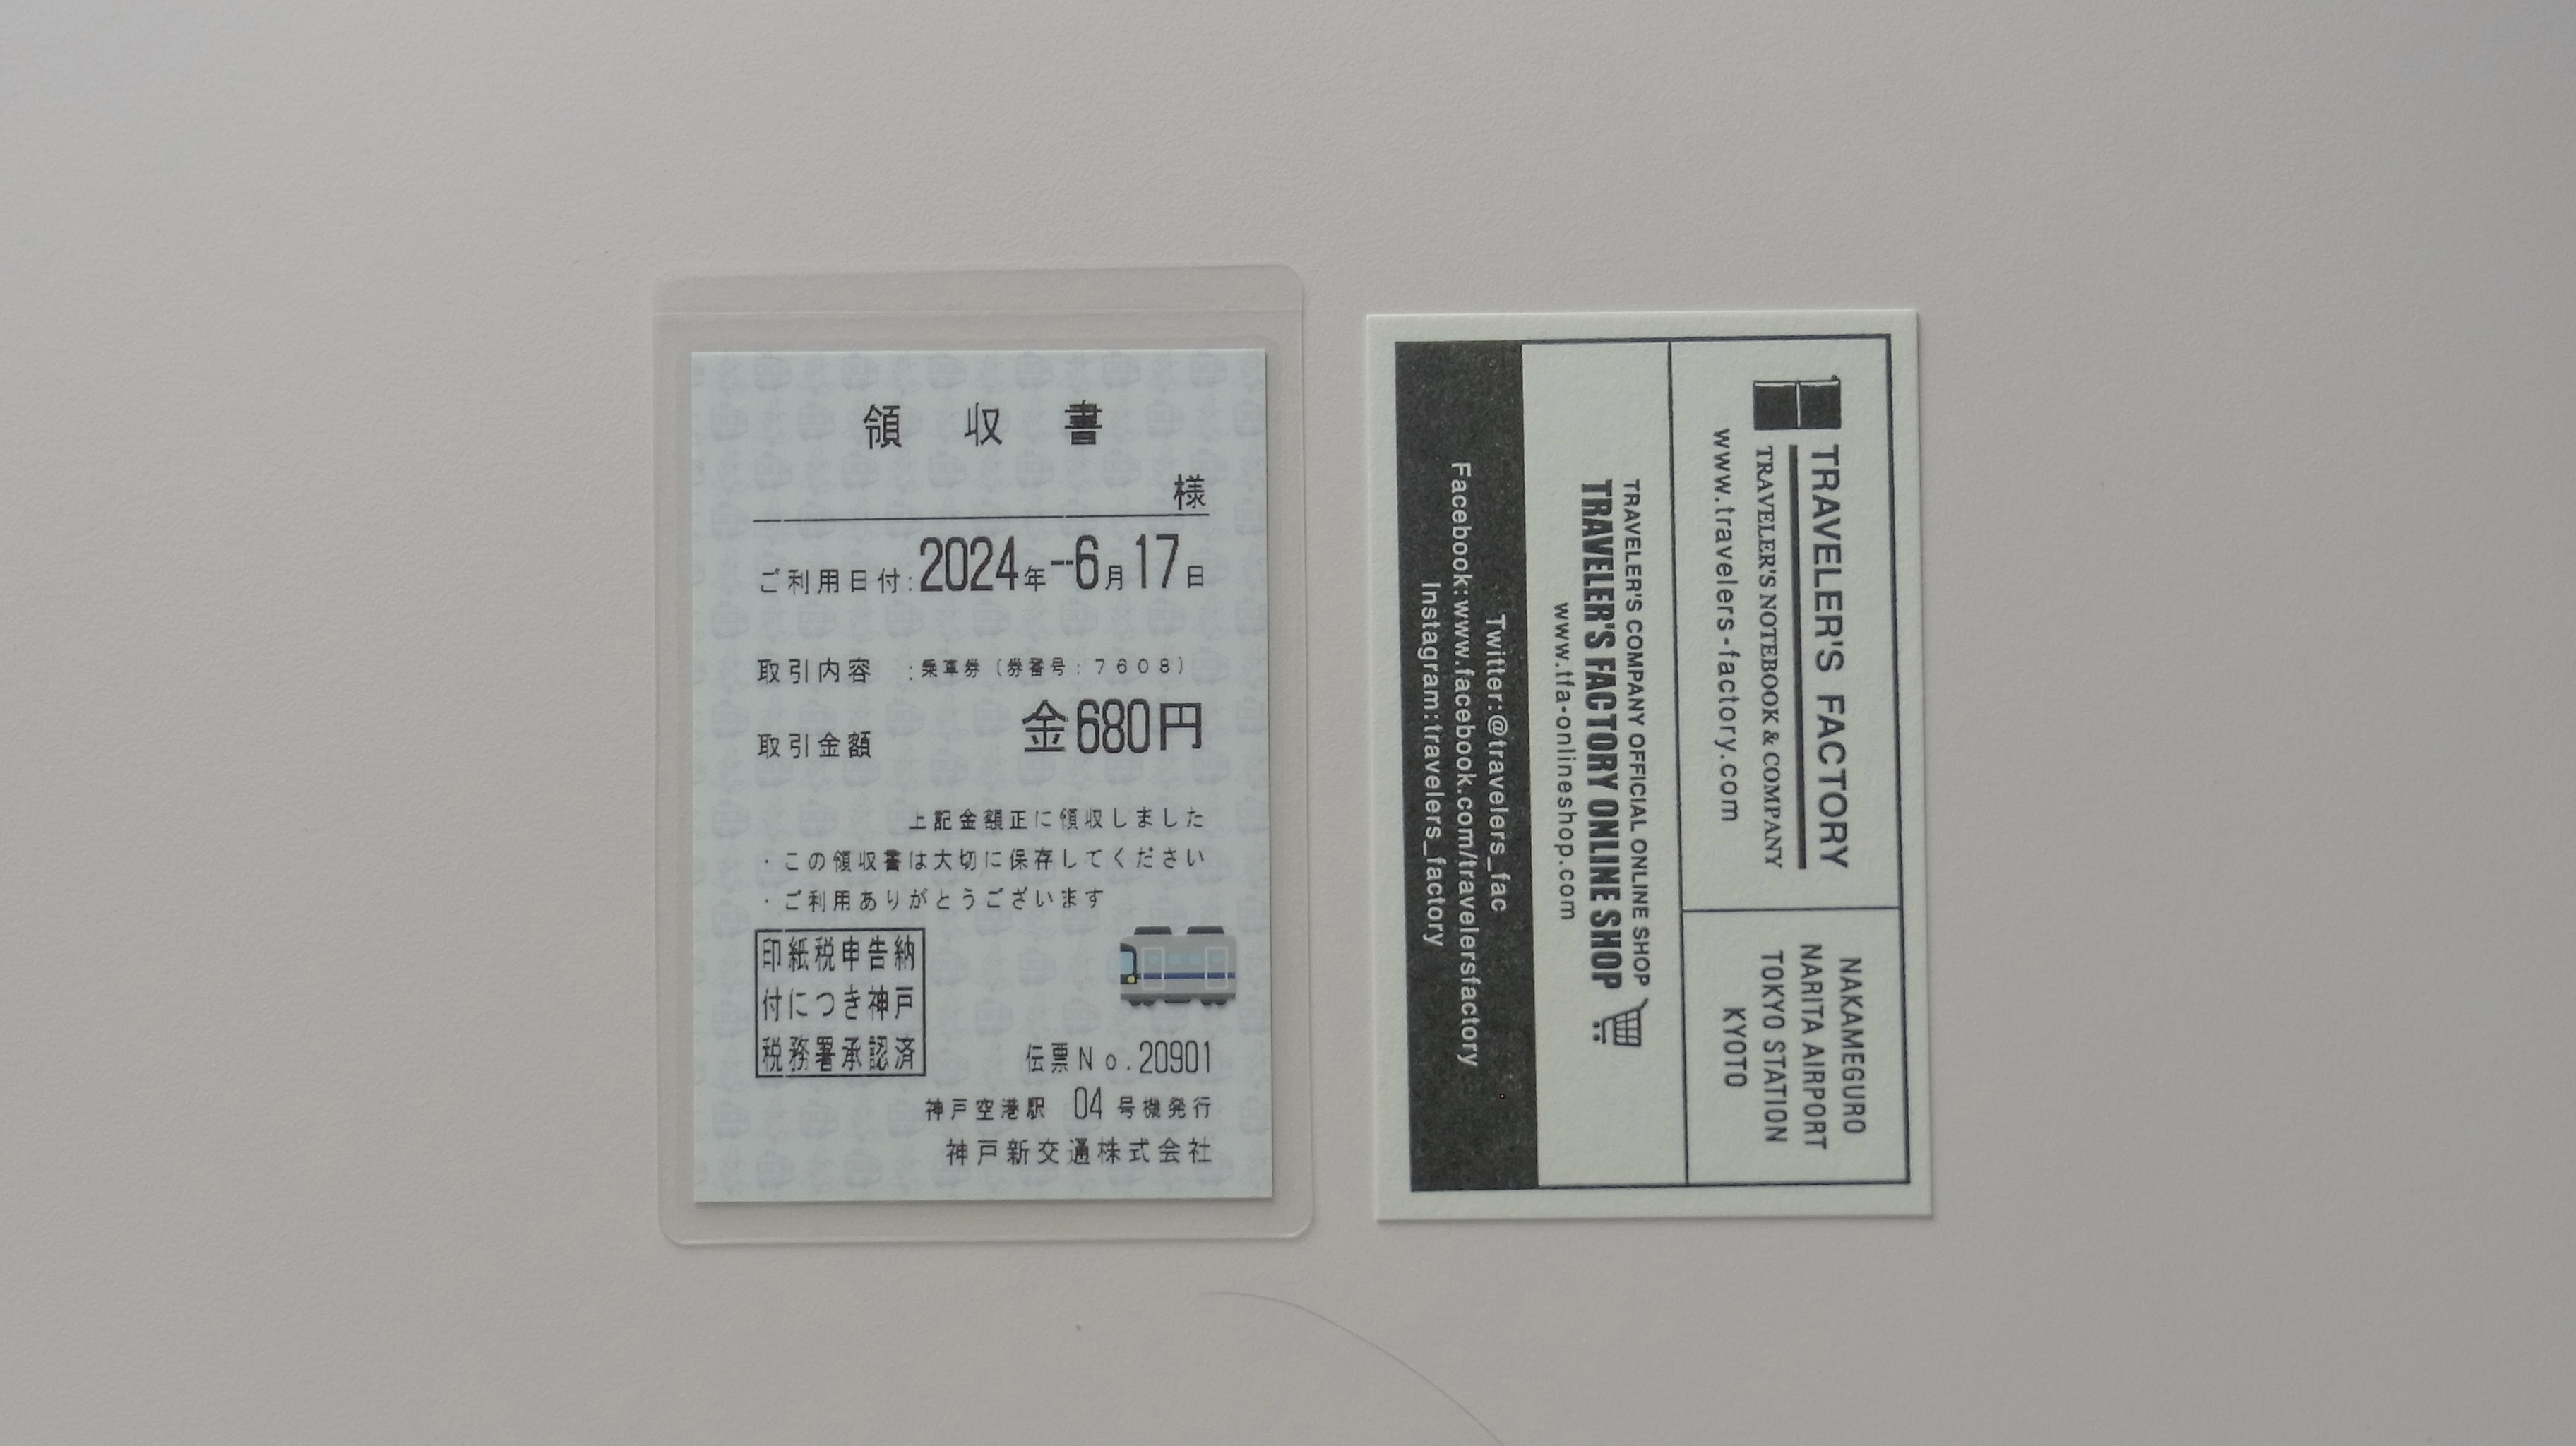 領収書
様
ご利用日付:2024年--6月17日
取引内容 :乗車券(券番号:7608)
取引金額 金680円
上記金額正に領収しました
・この領収書は大切に保存してください
・ご利用ありがとうございます
印紙税申告納
付につき神戸
税務署承認済
伝票No.20901
神戸空港駅 04号機発行
神戸新交通株式会社
TRAVELER'S FACTORY
TRAVELER'S NOTEBOOK & COMPANY
www.travelers-factory.com
NAKAMEGURO
NARITA AIRPORT
TOKYO STATION
KYOTO
TRAVELER'S COMPANY OFFICIAL ONLINE SHOP
TRAVELER'S FACTORY ONLINE SHOP
www.tfa-onlineshop.com
Twitter:@travelers_fac
Facebook:www.facebook.com/travelersfactory
Instagram:travelers_factory